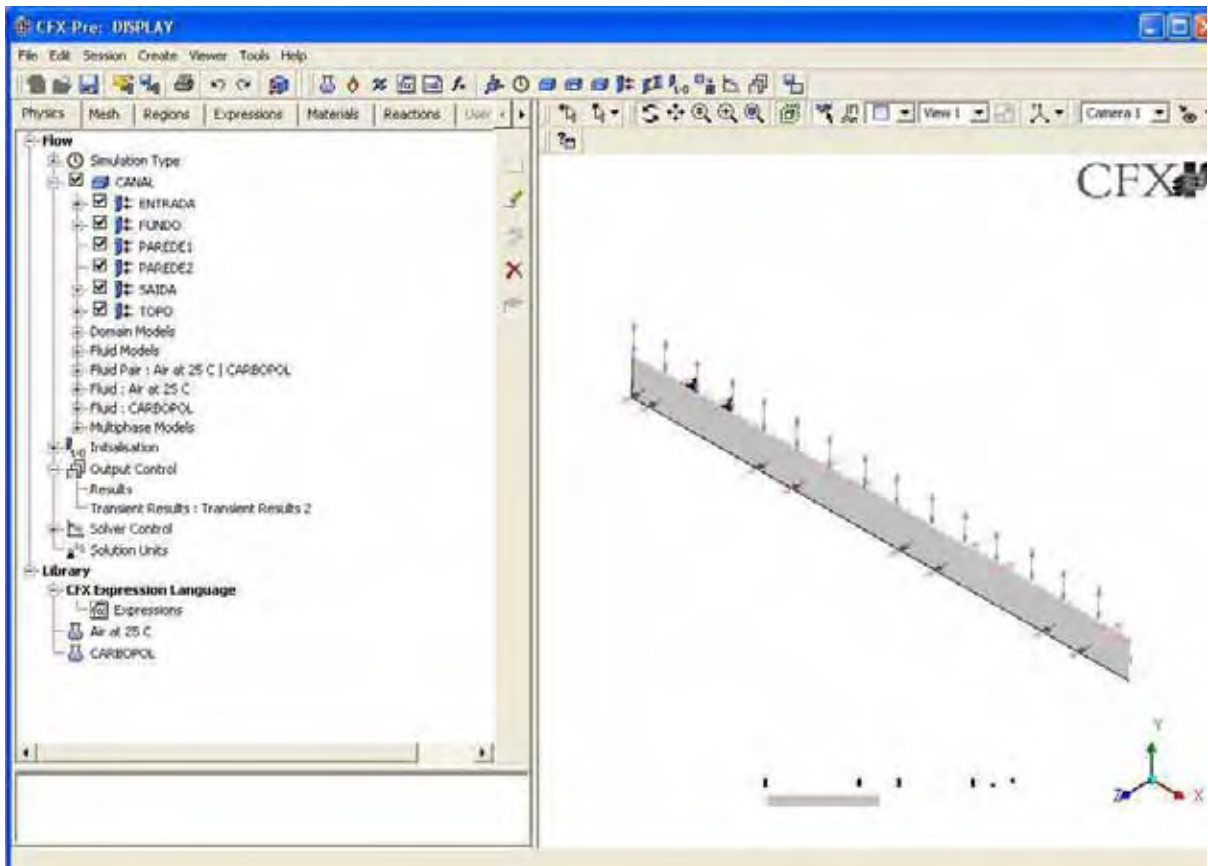 CFX-Pre: DISPLAY
File Edit Session Create Viewer Tools Help
Physics Mesh Regions Expressions Materials Reactions User
View 1 Camera 1
Flow
Simulation Type
CANAL
ENTRADA
FUNDO
PAREDE1
PAREDE2
SAIDA
TOPO
Domain Models
Fluid Models
Fluid Pair : Air at 25 C | CARBOPOL
Fluid : Air at 25 C
Fluid : CARBOPOL
Multiphase Models
Initialisation
Output Control
Results
Transient Results : Transient Results 2
Solver Control
Solution Units
Library
CFX Expression Language
Expressions
Air at 25 C
CARBOPOL
CFX
Y
Z X